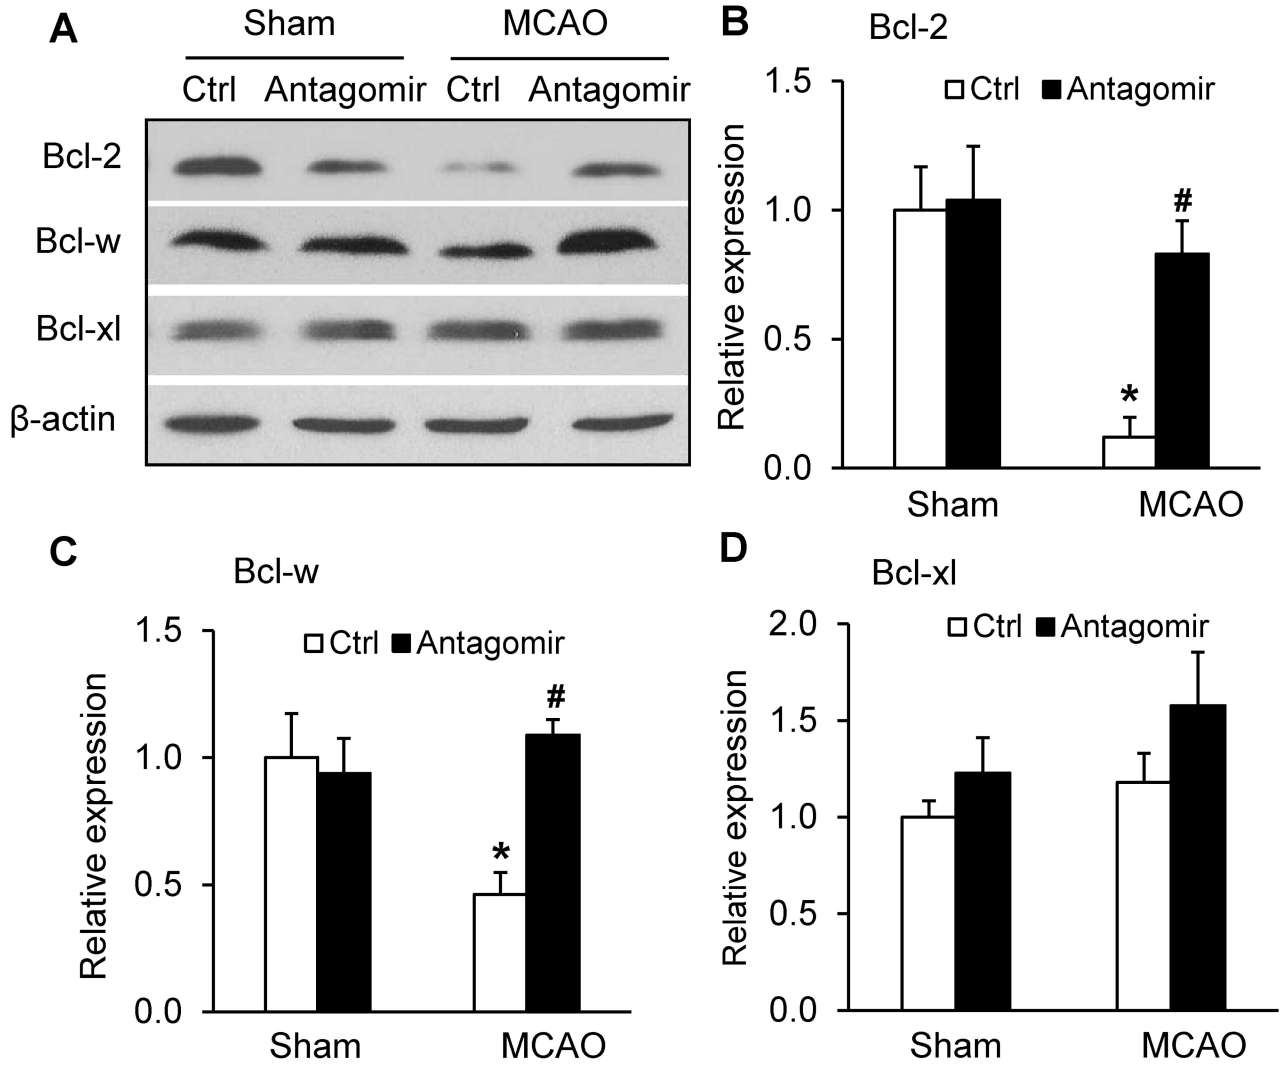 A
Sham
MCAO
Ctrl
Antagomir
Ctrl
Antagomir
Bcl-2
Bcl-w
Bcl-xl
β-actin
B
Bcl-2
Ctrl
Antagomir
Relative expression
1.5
1.0
0.5
0.0
#
*
Sham
MCAO
C
Bcl-w
Ctrl
Antagomir
Relative expression
1.5
1.0
0.5
0.0
#
*
Sham
MCAO
D
Bcl-xl
Ctrl
Antagomir
Relative expression
2.0
1.5
1.0
0.5
0.0
Sham
MCAO